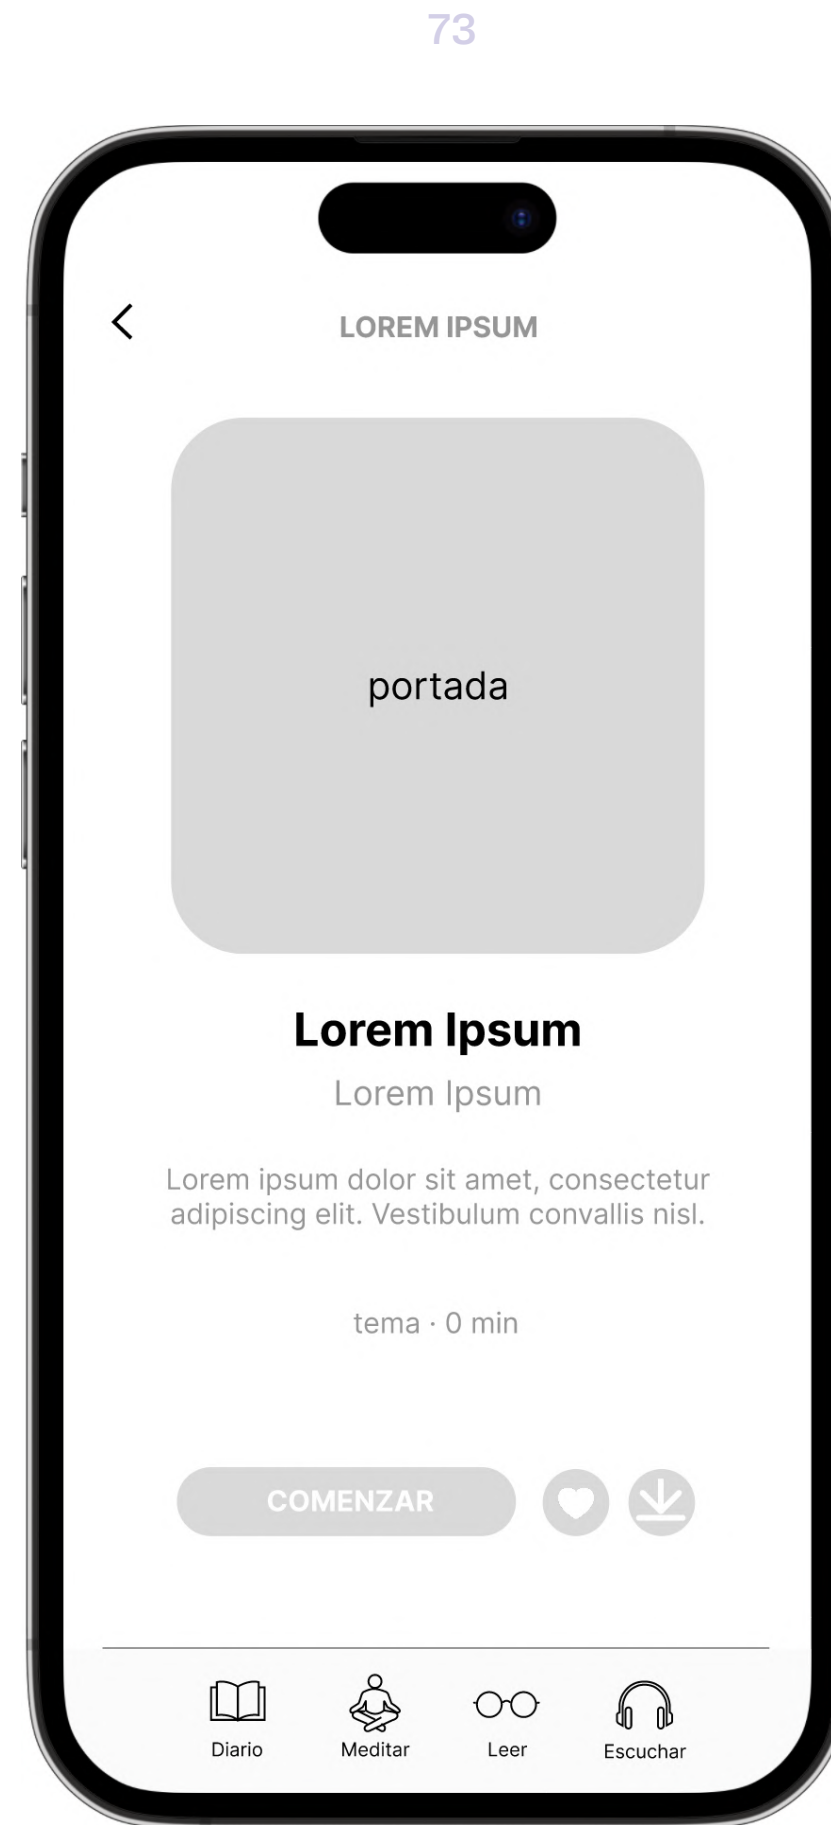 73
LOREM IPSUM
portada
Lorem Ipsum
Lorem Ipsum
Lorem ipsum dolor sit amet, consectetur
adipiscing elit. Vestibulum convallis nisl.
tema · 0 min
COMENZAR
Diario
Meditar
Leer
Escuchar